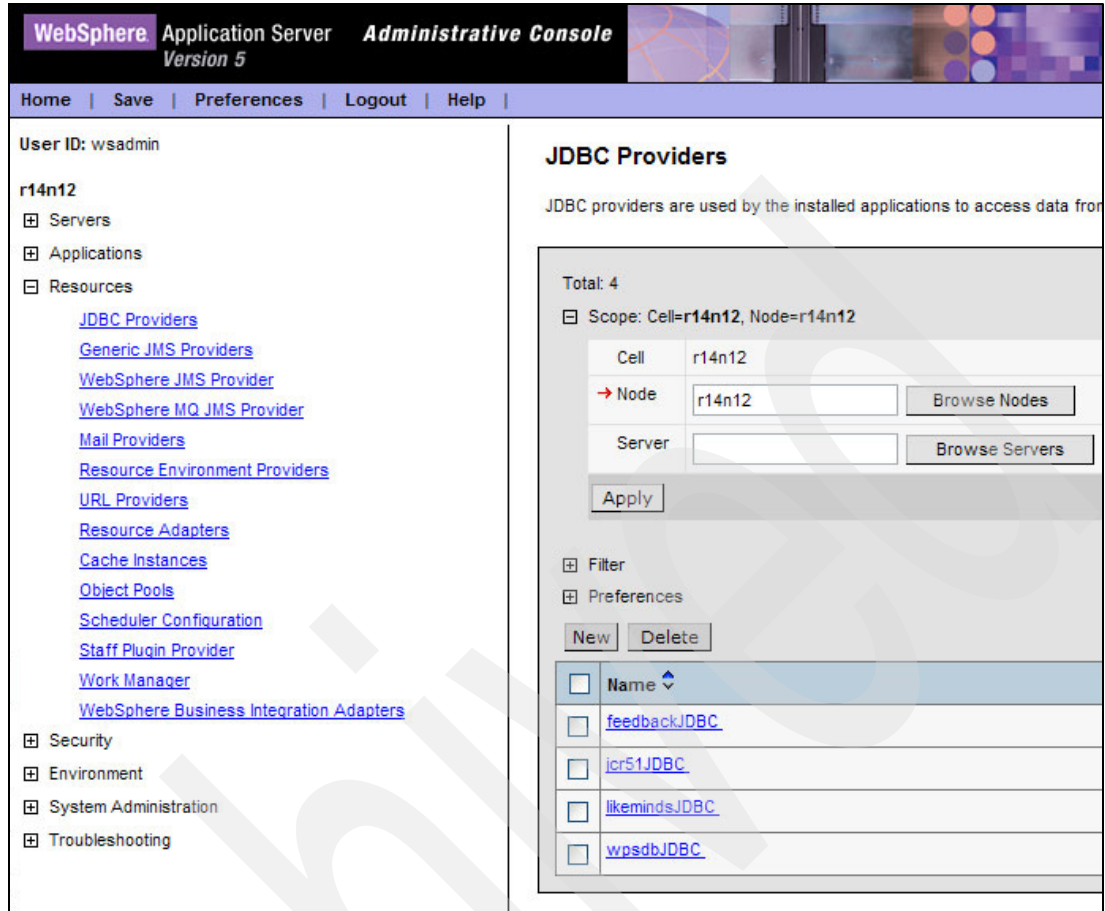 WebSphere Application Server Administrative Console
Version 5
Home | Save | Preferences | Logout | Help |
User ID: wsadmin
r14n12
Servers
Applications
Resources
JDBC Providers
Generic JMS Providers
WebSphere JMS Provider
WebSphere MQ JMS Provider
Mail Providers
Resource Environment Providers
URL Providers
Resource Adapters
Cache Instances
Object Pools
Scheduler Configuration
Staff Plugin Provider
Work Manager
WebSphere Business Integration Adapters
Security
Environment
System Administration
Troubleshooting
JDBC Providers
JDBC providers are used by the installed applications to access data from
Total: 4
Scope: Cell=r14n12, Node=r14n12
Cell r14n12
Node r14n12 Browse Nodes
Server Browse Servers
Apply
Filter
Preferences
New Delete
Name
feedbackJDBC
jcr51JDBC
likemindsJDBC
wpsdbJDBC